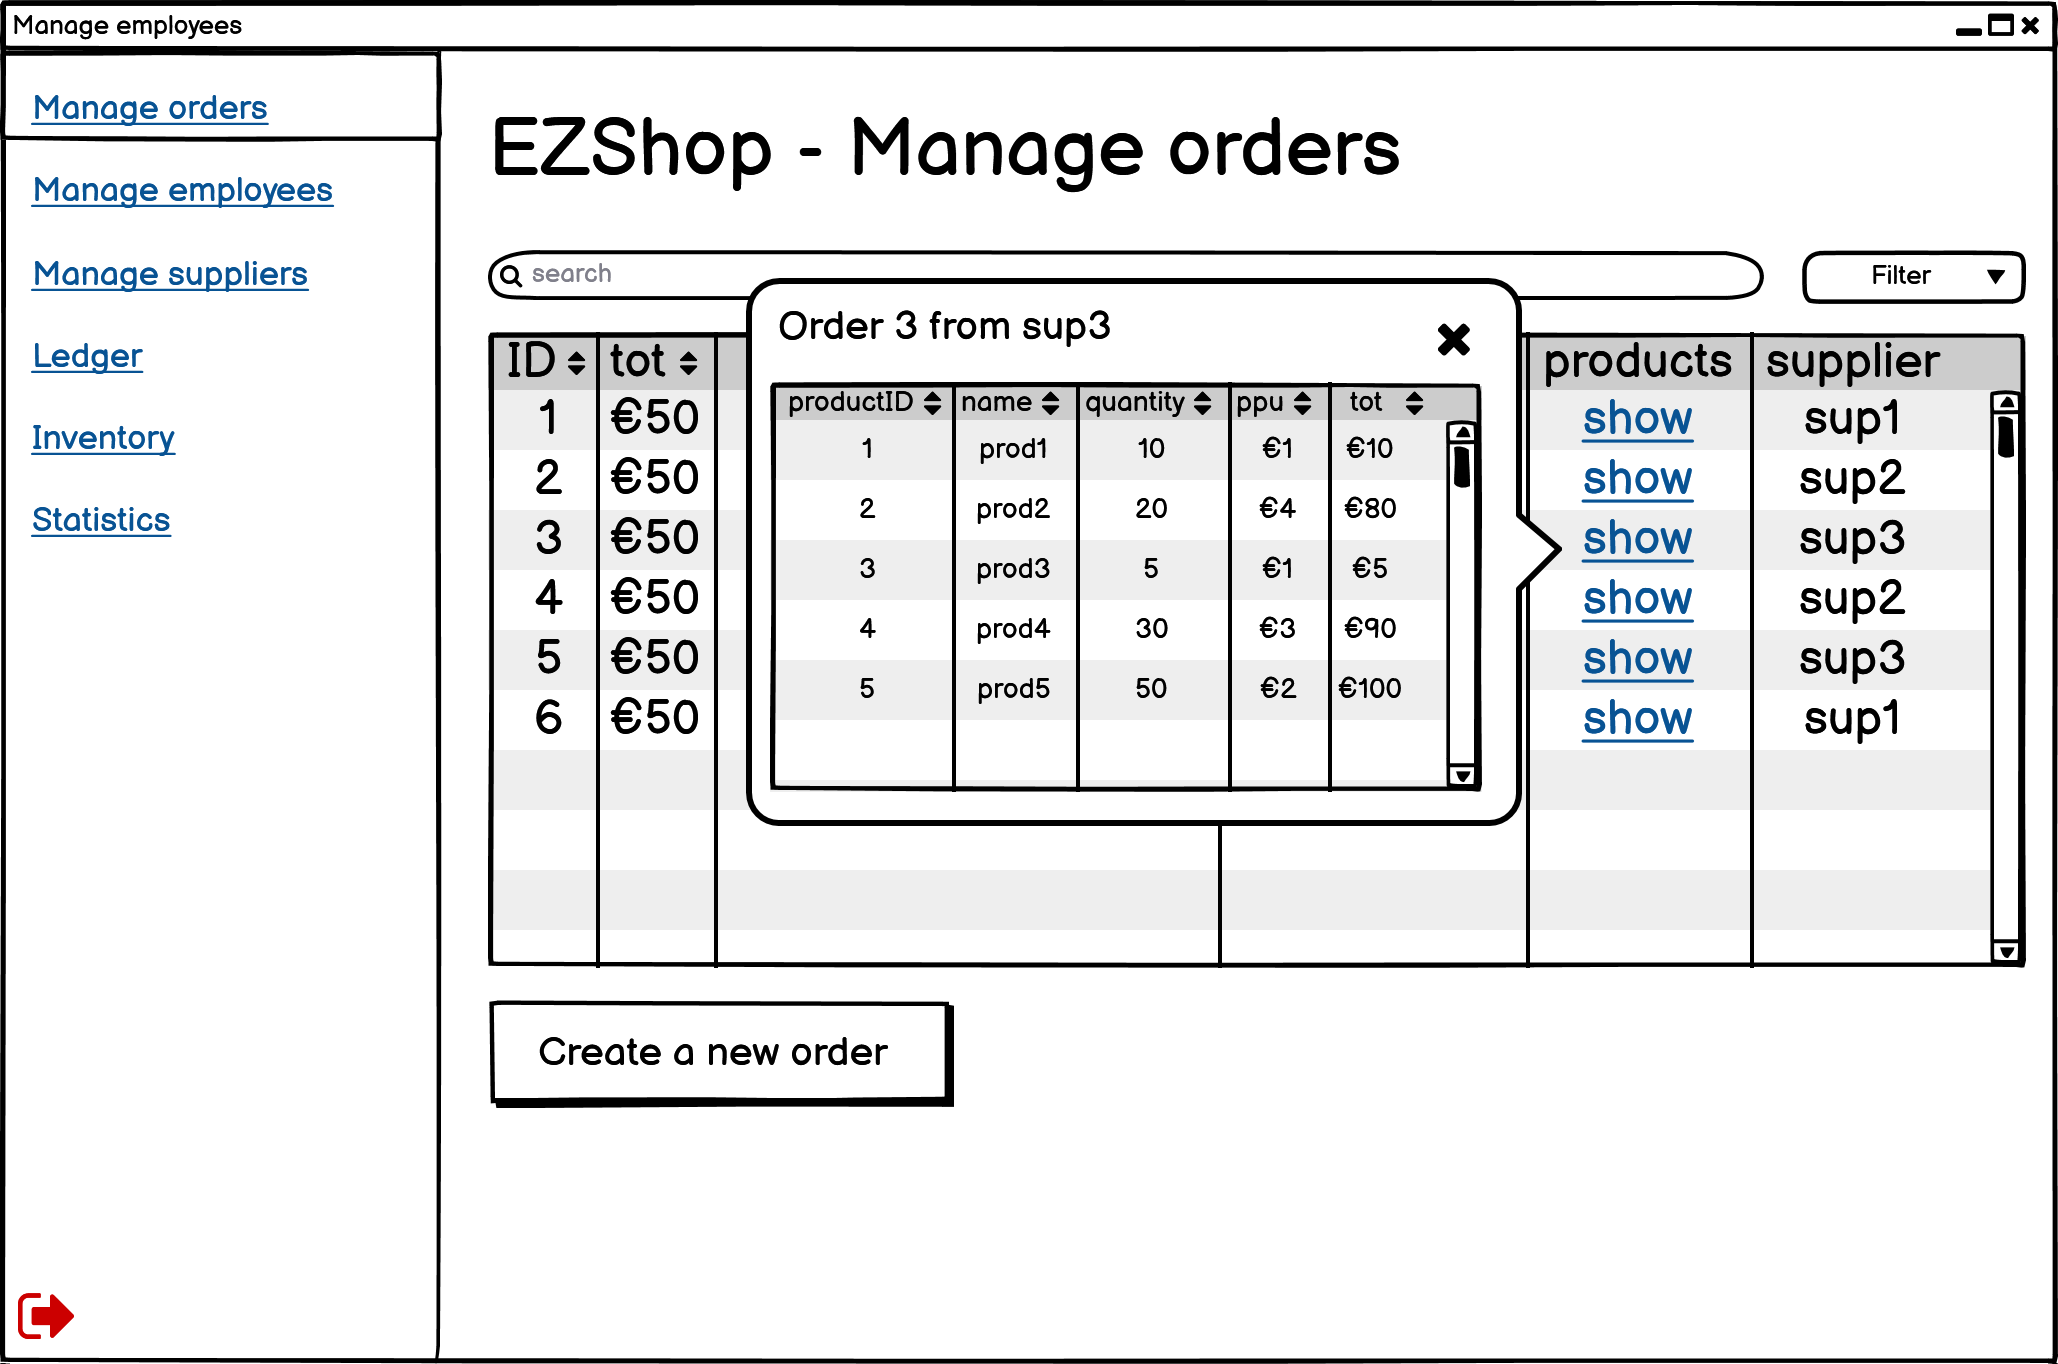 Manage employees
Manage orders
Manage employees
Manage suppliers
Ledger
Inventory
Statistics
EZShop - Manage orders
search
Filter
ID tot products supplier
1 €50 show sup1
2 €50 show sup2
3 €50 show sup3
4 €50 show sup2
5 €50 show sup3
6 €50 show sup1
Order 3 from sup3
productID name quantity ppu tot
1 prod1 10 €1 €10
2 prod2 20 €4 €80
3 prod3 5 €1 €5
4 prod4 30 €3 €90
5 prod5 50 €2 €100
Create a new order